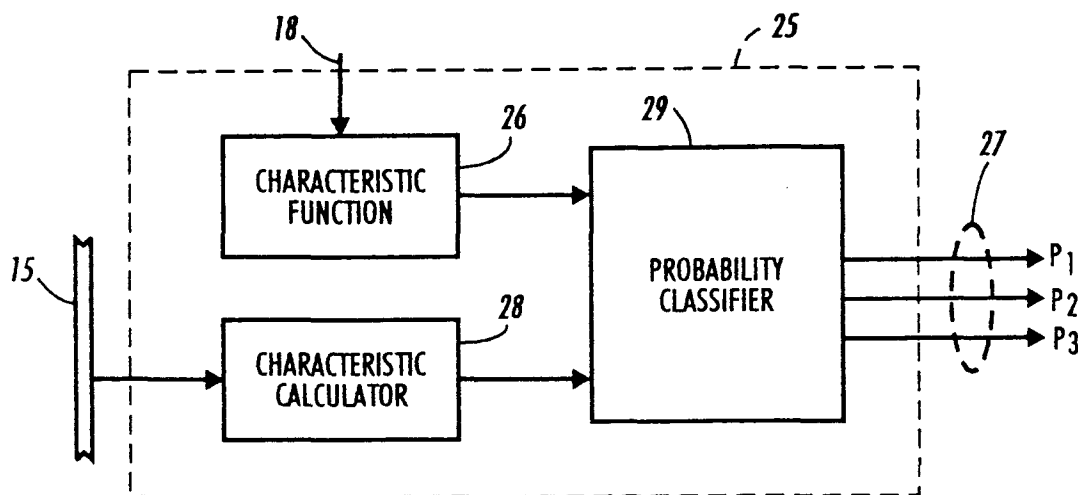 18
25
26
CHARACTERISTIC
FUNCTION
29
PROBABILITY
CLASSIFIER
27
P1
P2
P3
15
28
CHARACTERISTIC
CALCULATOR